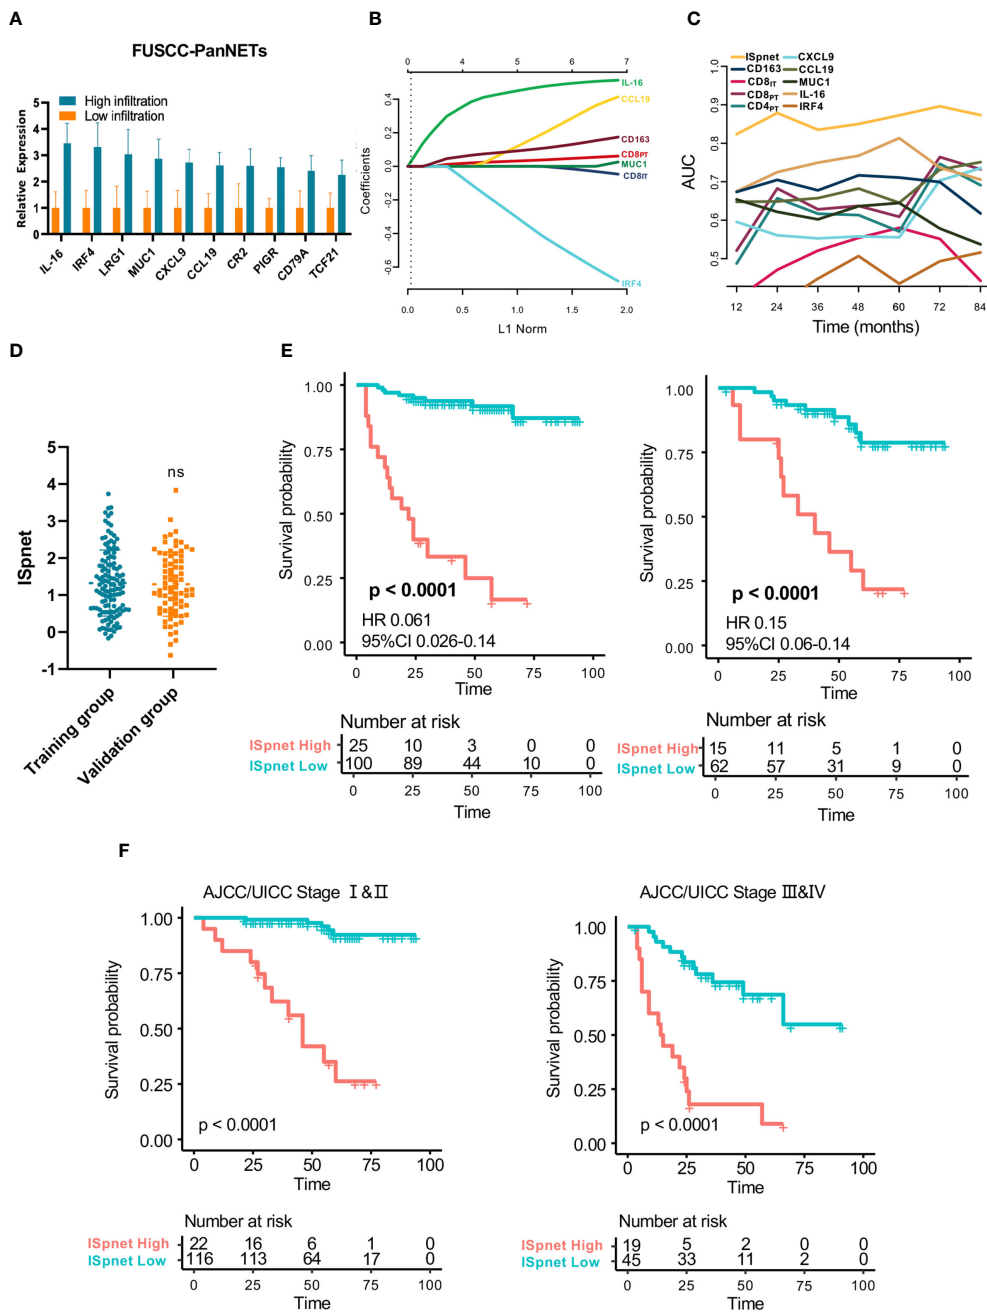 A
FUSCC-PanNETs
High infiltration
Low infiltration
Relative Expression
5
4
3
2
1
0
IL-16
IRF4
LRG1
MUC1
CXCL9
CCL19
CR2
PIGR
CD79A
TCF21
B
0 4 4 5 6 7
Coefficients
0.4
0.2
0.0
-0.2
-0.4
-0.6
IL-16
CCL19
CD163
CD8PT
MUC1
CD8IT
IRF4
0.0 0.5 1.0 1.5 2.0
L1 Norm
C
ISpnet
CD163
CD8IT
CD8PT
CD4PT
CXCL9
CCL19
MUC1
IL-16
IRF4
AUC
1.0
0.9
0.8
0.7
0.6
0.5
12 24 36 48 60 72 84
Time (months)
D
ISpnet
5
4
3
2
1
0
-1
ns
Training group
Validation group
E
Survival probability
1.00
0.75
0.50
0.25
0.00
p < 0.0001
HR 0.061
95%CI 0.026-0.14
0 25 50 75 100
Time
Number at risk
ISpnet High 25 10 3 0 0
ISpnet Low 100 89 44 10 0
0 25 50 75 100
Time
Survival probability
1.00
0.75
0.50
0.25
0.00
p < 0.0001
HR 0.15
95%CI 0.06-0.14
0 25 50 75 100
Time
Number at risk
ISpnet High 15 11 5 1 0
ISpnet Low 62 57 31 9 0
0 25 50 75 100
Time
F
AJCC/UICC Stage Ⅰ&Ⅱ
Survival probability
1.00
0.75
0.50
0.25
0.00
p < 0.0001
0 25 50 75 100
Time
Number at risk
ISpnet High 22 16 6 1 0
ISpnet Low 116 113 64 17 0
0 25 50 75 100
Time
AJCC/UICC Stage Ⅲ&Ⅳ
Survival probability
1.00
0.75
0.50
0.25
0.00
p < 0.0001
0 25 50 75 100
Time
Number at risk
ISpnet High 19 5 2 0 0
ISpnet Low 45 33 11 2 0
0 25 50 75 100
Time